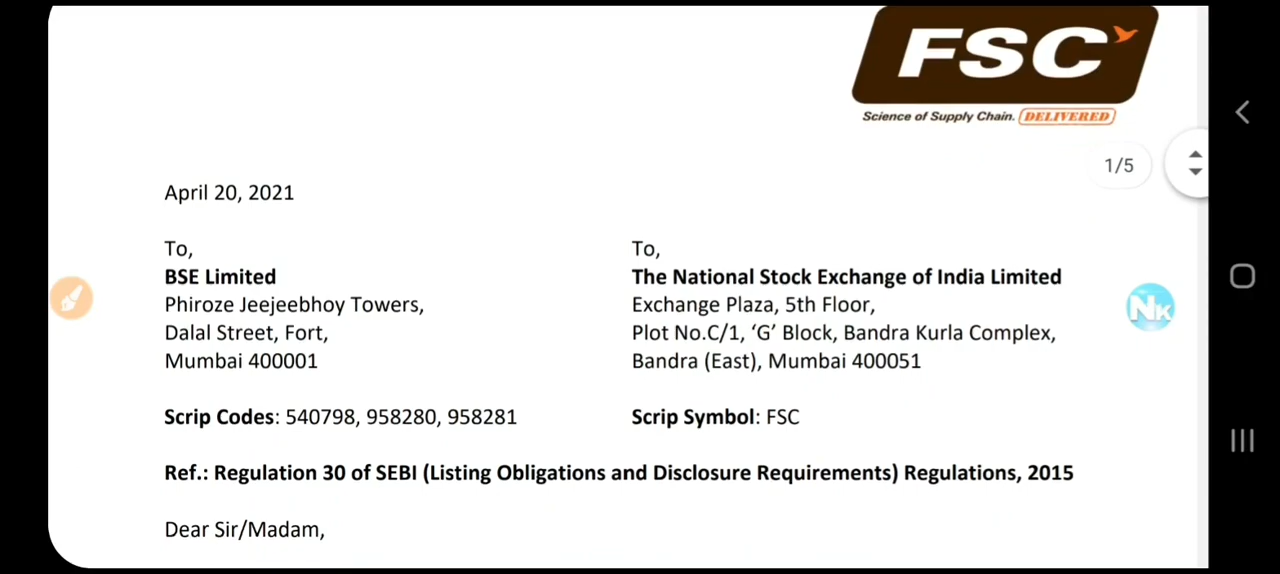 FSC
Science of Supply Chain. DELIVERED
1/5
April 20, 2021
To,
BSE Limited
Phiroze Jeejeebhoy Towers,
Dalal Street, Fort,
Mumbai 400001
To,
The National Stock Exchange of India Limited
Exchange Plaza, 5th Floor,
Plot No.C/1, ‘G’ Block, Bandra Kurla Complex,
Bandra (East), Mumbai 400051
NK
Scrip Codes: 540798, 958280, 958281
Scrip Symbol: FSC
Ref.: Regulation 30 of SEBI (Listing Obligations and Disclosure Requirements) Regulations, 2015
Dear Sir/Madam,